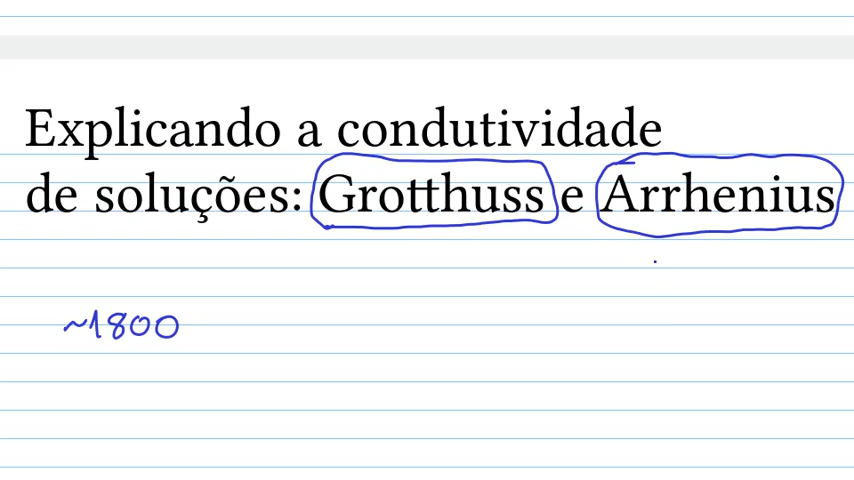 Explicando a condutividade
de soluções: Grotthuss e Arrhenius
~1800